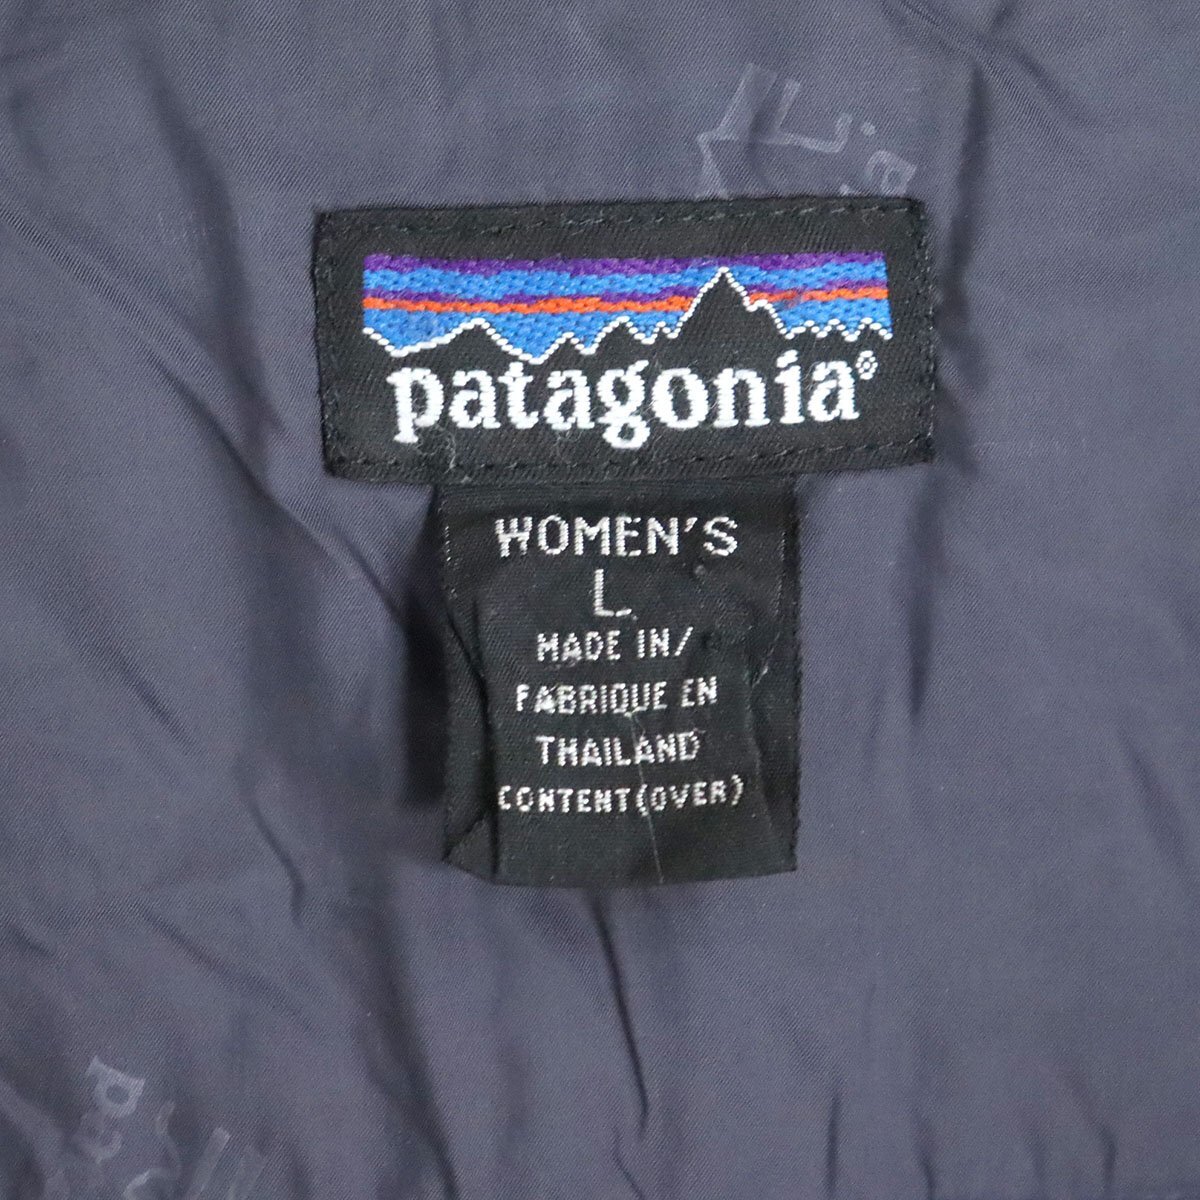 patagonia®
WOMEN'S
L
MADE IN/
FABRIQUE EN
THAILAND
CONTENT(OVER)